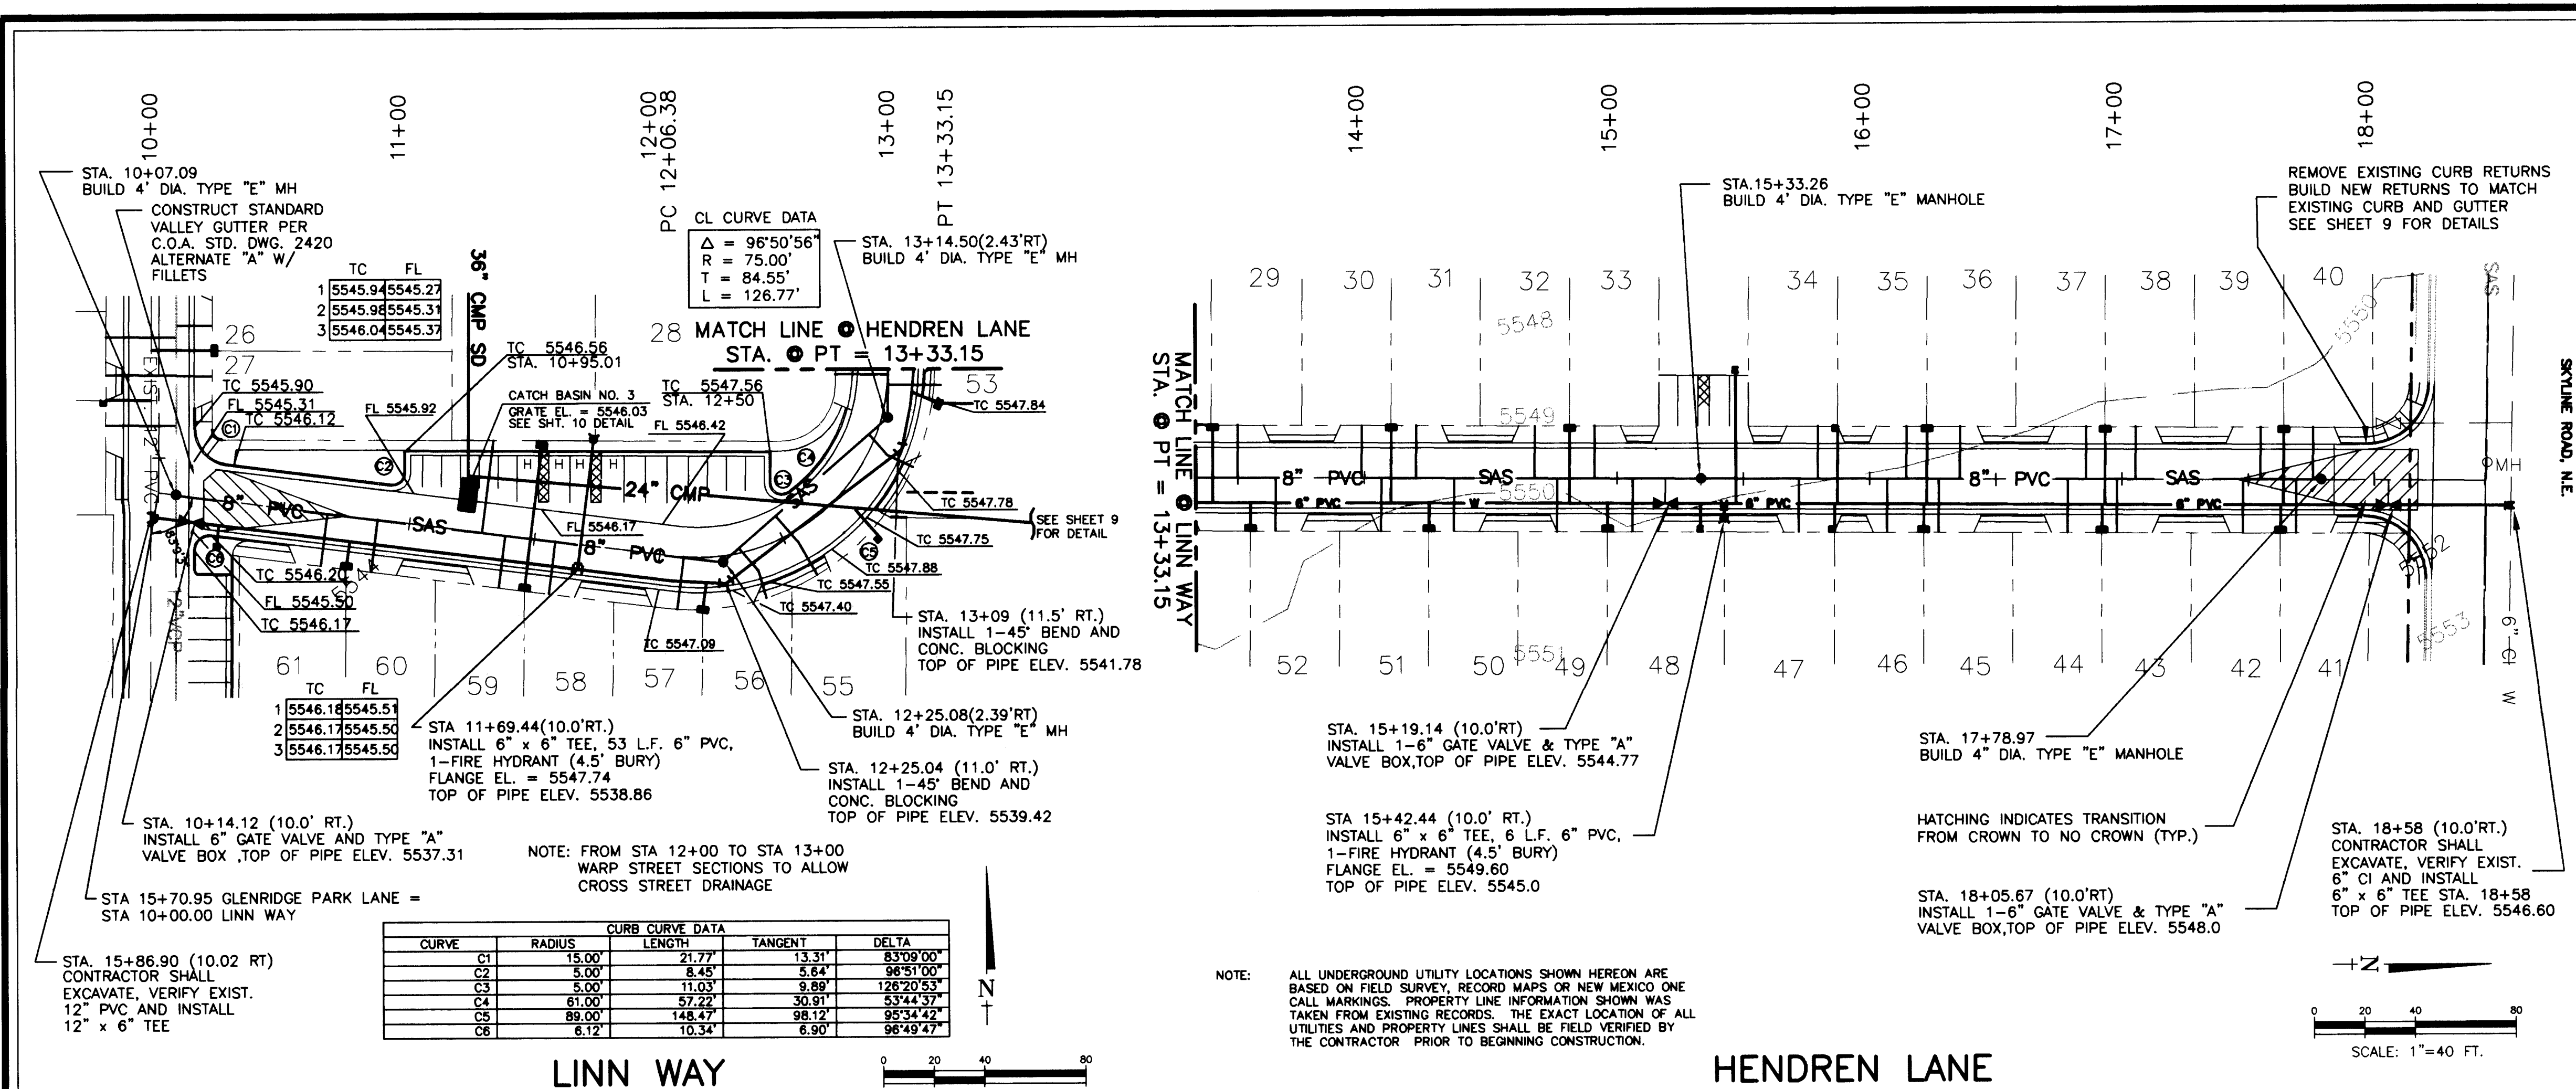 10+00
11+00
12+00
PC 12+06.38
13+00
PT 13+33.15
14+00
15+00
16+00
17+00
18+00
STA. 10+07.09
BUILD 4' DIA. TYPE "E" MH
CONSTRUCT STANDARD
VALLEY GUTTER PER
C.O.A. STD. DWG. 2420
ALTERNATE "A" W/
FILLETS
TC FL
1 5545.94 5545.27
2 5545.98 5545.31
3 5546.04 5545.37
36" CMP SD
CL CURVE DATA
Δ = 96°50'56"
R = 75.00'
T = 84.55'
L = 126.77'
STA. 13+14.50(2.43'RT)
BUILD 4' DIA. TYPE "E" MH
28
MATCH LINE @ HENDREN LANE
STA. @ PT = 13+33.15
26
27
53
EXIST. 12" PVC
TC 5545.90
FL 5545.31
TC 5546.12
C1
C2
FL 5545.92
TC 5546.56
STA. 10+95.01
CATCH BASIN NO. 3
GRATE EL. = 5546.03
SEE SHT. 10 DETAIL
TC 5547.56
STA. 12+50
FL 5546.42
TC 5547.84
C4
C3
H H H H
24" CMP
SAS
8" PVC
SAS
FL 5546.17
8" PVC
TC 5547.78
SEE SHEET 9
FOR DETAIL
TC 5547.75
C5
TC 5547.88
TC 5547.55
TC 5547.40
C6
TC 5546.20
5544
FL 5545.50
TC 5546.17
TC 5547.09
61
60
59
58
57
56
55
TC FL
1 5546.18 5545.51
2 5546.17 5545.50
3 5546.17 5545.50
STA. 13+09 (11.5' RT.)
INSTALL 1-45° BEND AND
CONC. BLOCKING
TOP OF PIPE ELEV. 5541.78
STA. 12+25.08(2.39'RT)
BUILD 4' DIA. TYPE "E" MH
STA 11+69.44(10.0'RT.)
INSTALL 6" x 6" TEE, 53 L.F. 6" PVC,
1-FIRE HYDRANT (4.5' BURY)
FLANGE EL. = 5547.74
TOP OF PIPE ELEV. 5538.86
STA. 12+25.04 (11.0' RT.)
INSTALL 1-45° BEND AND
CONC. BLOCKING
TOP OF PIPE ELEV. 5539.42
STA. 10+14.12 (10.0' RT.)
INSTALL 6" GATE VALVE AND TYPE "A"
VALVE BOX ,TOP OF PIPE ELEV. 5537.31
NOTE: FROM STA 12+00 TO STA 13+00
WARP STREET SECTIONS TO ALLOW
CROSS STREET DRAINAGE
STA 15+70.95 GLENRIDGE PARK LANE =
STA 10+00.00 LINN WAY
STA. 15+86.90 (10.02 RT)
CONTRACTOR SHALL
EXCAVATE, VERIFY EXIST.
12" PVC AND INSTALL
12" x 6" TEE
CURB CURVE DATA
CURVE RADIUS LENGTH TANGENT DELTA
C1 15.00' 21.77' 13.31' 83°09'00"
C2 5.00' 8.45' 5.64' 96°51'00"
C3 5.00' 11.03' 9.89' 126°20'53"
C4 61.00' 57.22' 30.91' 53°44'37"
C5 89.00' 148.47' 98.12' 95°34'42"
C6 6.12' 10.34' 6.90' 96°49'47"
N
LINN WAY
0 20 40 80
MATCH LINE @ LINN WAY
STA. @ PT = 13+33.15
STA.15+33.26
BUILD 4' DIA. TYPE "E" MANHOLE
REMOVE EXISTING CURB RETURNS
BUILD NEW RETURNS TO MATCH
EXISTING CURB AND GUTTER
SEE SHEET 9 FOR DETAILS
29
30
31
32
33
34
35
36
37
38
39
40
5548
5549
5550
5550
5551
5552
5553
8" PVC
SAS
8" PVC
SAS
6" PVC
W
6" PVC
6" PVC
SAS
MH
6" CI
W
SKYLINE ROAD, N.E.
52
51
50
49
48
47
46
45
44
43
42
41
STA. 15+19.14 (10.0'RT)
INSTALL 1-6" GATE VALVE & TYPE "A"
VALVE BOX,TOP OF PIPE ELEV. 5544.77
STA 15+42.44 (10.0' RT.)
INSTALL 6" x 6" TEE, 6 L.F. 6" PVC,
1-FIRE HYDRANT (4.5' BURY)
FLANGE EL. = 5549.60
TOP OF PIPE ELEV. 5545.0
STA. 17+78.97
BUILD 4" DIA. TYPE "E" MANHOLE
HATCHING INDICATES TRANSITION
FROM CROWN TO NO CROWN (TYP.)
STA. 18+05.67 (10.0'RT)
INSTALL 1-6" GATE VALVE & TYPE "A"
VALVE BOX,TOP OF PIPE ELEV. 5548.0
STA. 18+58 (10.0'RT.)
CONTRACTOR SHALL
EXCAVATE, VERIFY EXIST.
6" CI AND INSTALL
6" x 6" TEE STA. 18+58
TOP OF PIPE ELEV. 5546.60
NOTE: ALL UNDERGROUND UTILITY LOCATIONS SHOWN HEREON ARE
BASED ON FIELD SURVEY, RECORD MAPS OR NEW MEXICO ONE
CALL MARKINGS. PROPERTY LINE INFORMATION SHOWN WAS
TAKEN FROM EXISTING RECORDS. THE EXACT LOCATION OF ALL
UTILITIES AND PROPERTY LINES SHALL BE FIELD VERIFIED BY
THE CONTRACTOR PRIOR TO BEGINNING CONSTRUCTION.
N
0 20 40 80
SCALE: 1"=40 FT.
HENDREN LANE